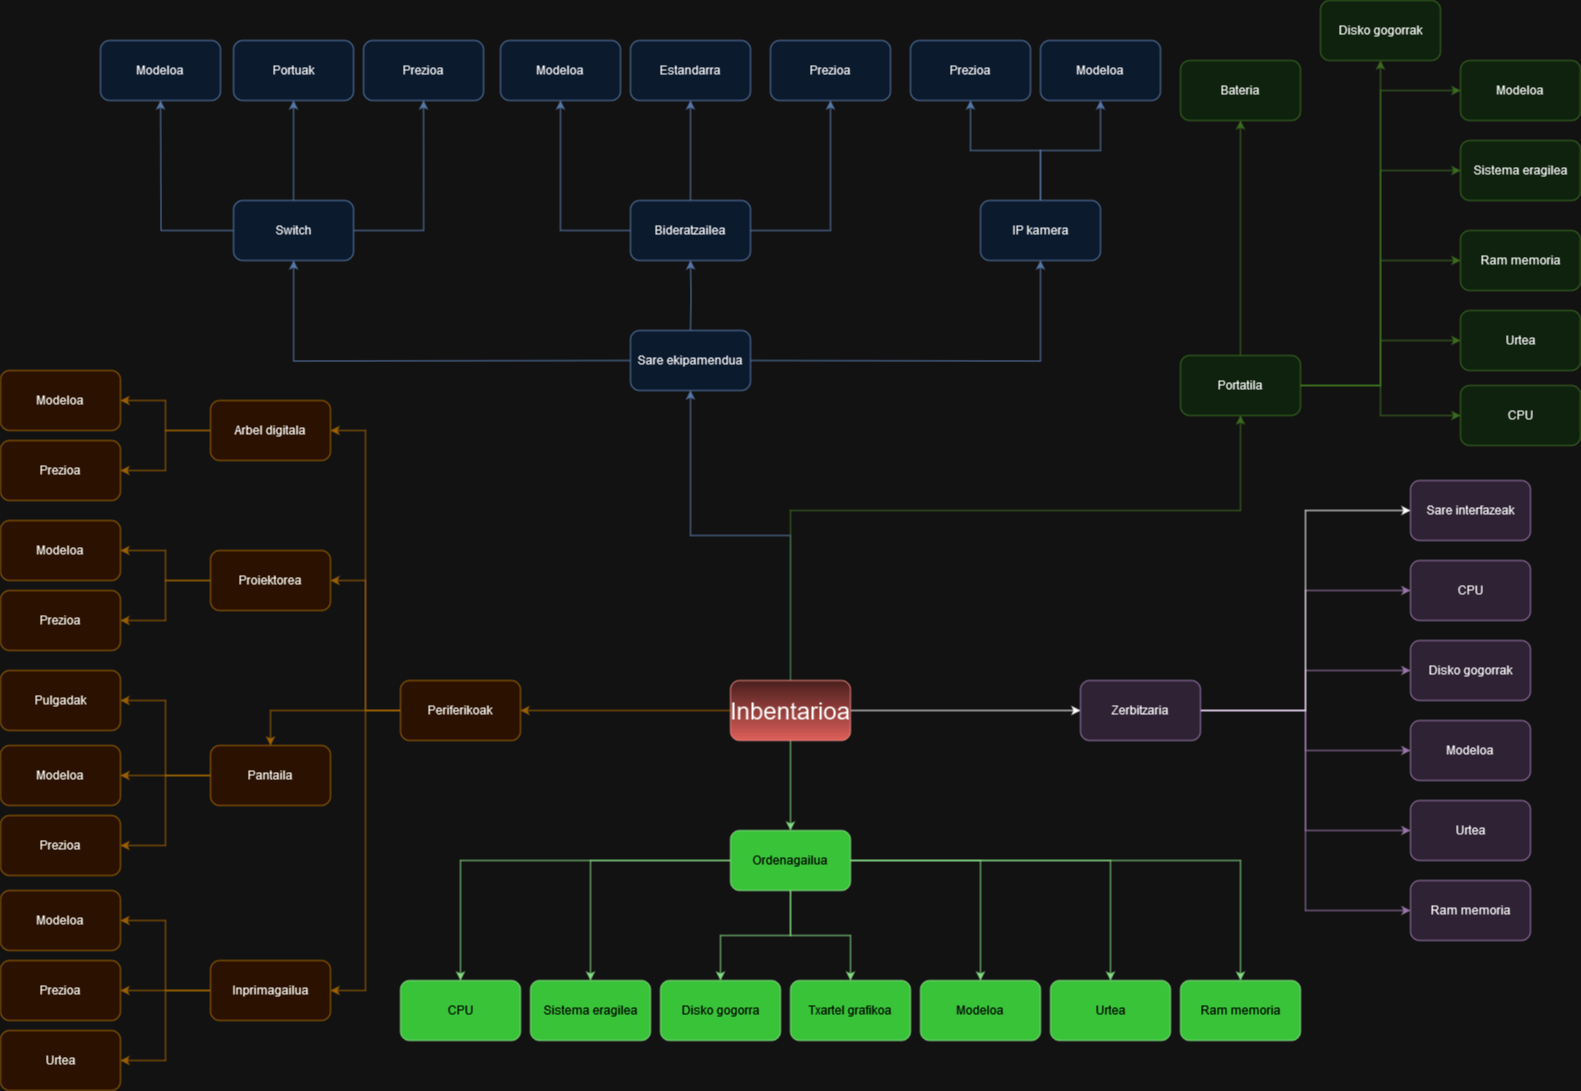 Disko gogorrak
Modeloa
Portuak
Prezioa
Modeloa
Estandarra
Prezioa
Prezioa
Modeloa
Bateria
Modeloa
Sistema eragilea
Switch
Bideratzailea
IP kamera
Ram memoria
Urtea
Sare ekipamendua
Portatila
CPU
Modeloa
Arbel digitala
Prezioa
Sare interfazeak
Modeloa
Proiektorea
CPU
Prezioa
Disko gogorrak
Pulgadak
Periferikoak
Inbentarioa
Zerbitzaria
Modeloa
Modeloa
Pantaila
Urtea
Prezioa
Ordenagailua
Modeloa
Ram memoria
Prezioa
Inprimagailua
CPU
Sistema eragilea
Disko gogorra
Txartel grafikoa
Modeloa
Urtea
Ram memoria
Urtea